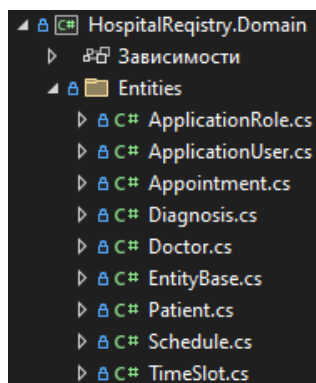 C# HospitalRegistry.Domain
Зависимости
Entities
C# ApplicationRole.cs
C# ApplicationUser.cs
C# Appointment.cs
C# Diagnosis.cs
C# Doctor.cs
C# EntityBase.cs
C# Patient.cs
C# Schedule.cs
C# TimeSlot.cs